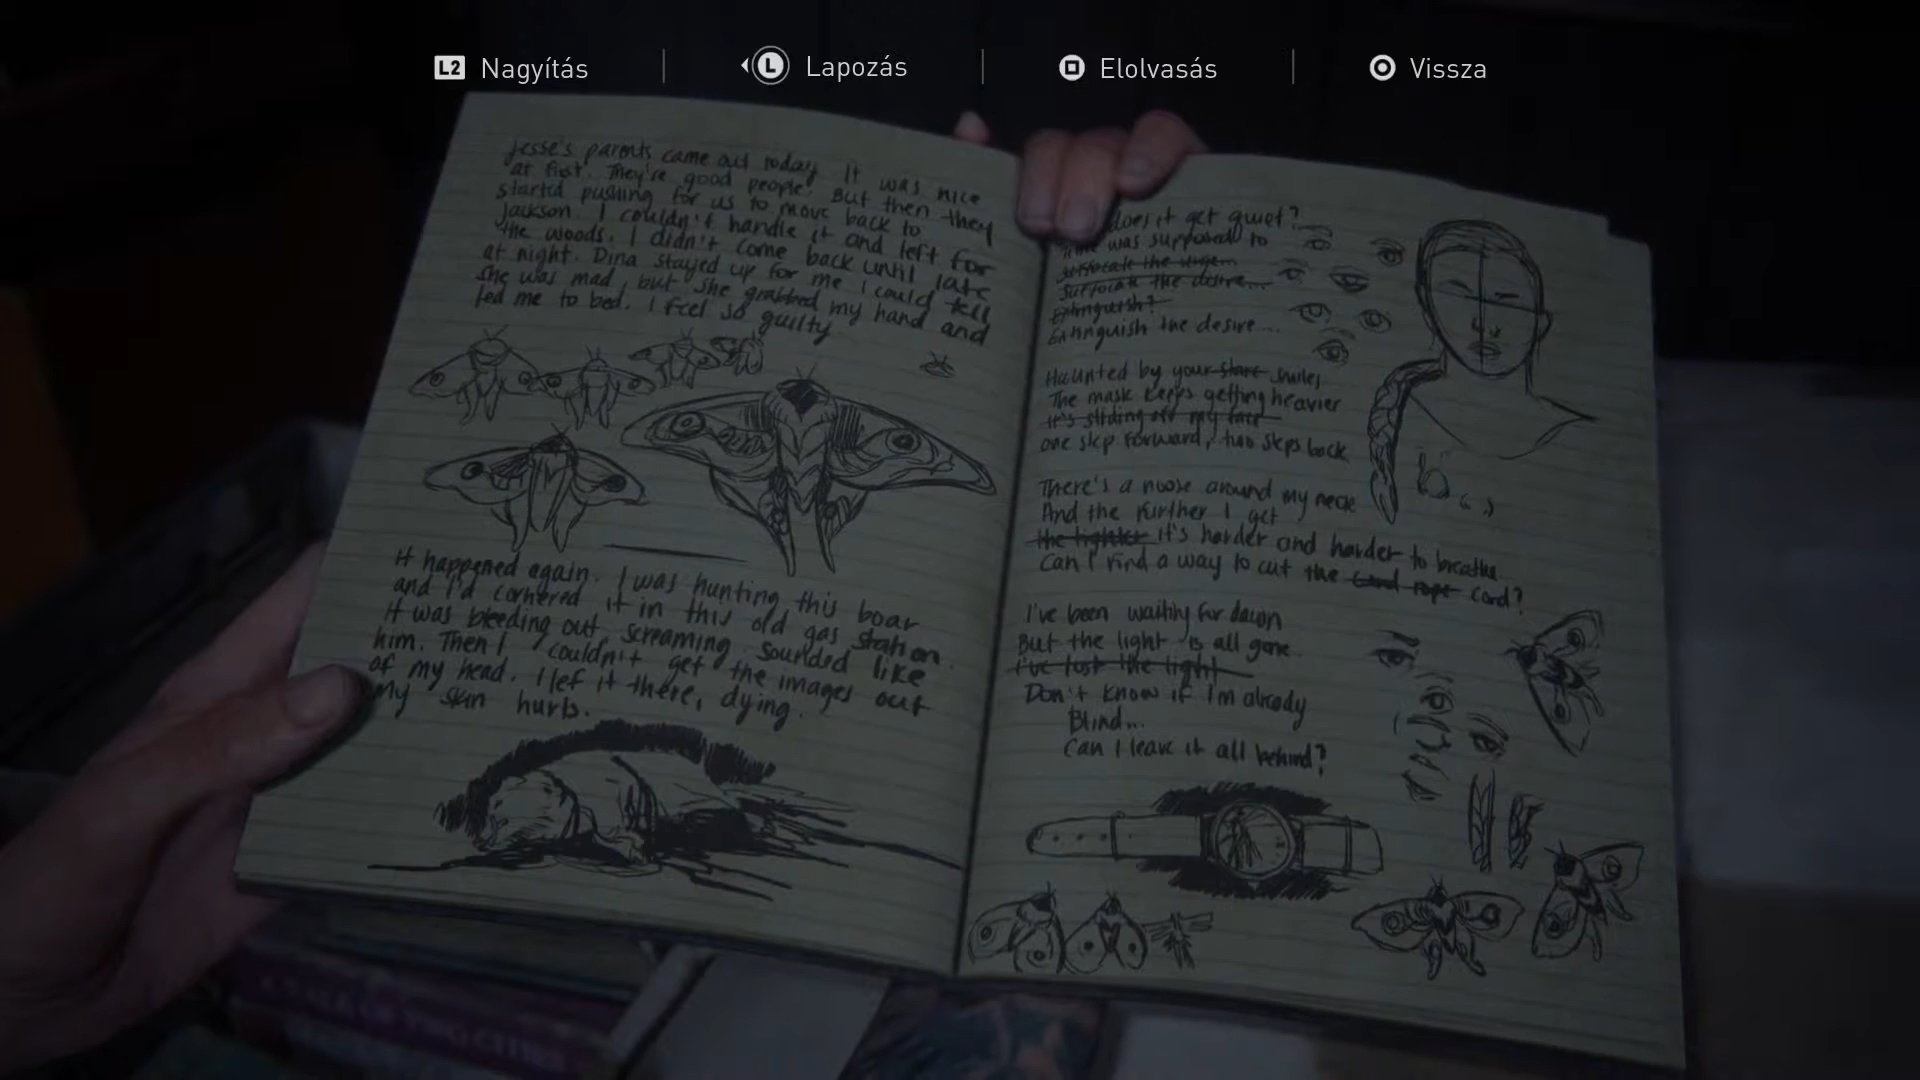 L2 Nagyítás
L Lapozás
Elolvasás
Vissza
Jesse's parents came out today. It was nice
at first. They're good people. But then they
started pushing for us to move back to
Jackson. I couldn't handle it and left for
the woods. I didn't come back until late
at night. Dina stayed up for me. I could tell
she was mad, but she grabbed my hand and
led me to bed. I feel so guilty
It happened again. I was hunting this boar
and I'd cornered it in this old gas station.
It was bleeding out, screaming. Sounded like
him. Then I couldn't get the images out
of my head. I lef it there, dying.
My skin hurts.
does it get quiet?
was supposed to
suffocate the urge...
suffocate the desire...
extinguish?
Extinguish the desire...
Haunted by your stare smile,
The mask keeps getting heavier
it's sliding off my face
one step forward, two steps back
There's a noose around my neck
And the further I get
the tighter it's harder and harder to breathe
Can I find a way to cut the cord rope cord?
I've been waiting for dawn
But the light is all gone.
I've lost the light
Don't know if I'm already
Blind...
Can I leave it all behind?
A TALE OF TWO CITIES